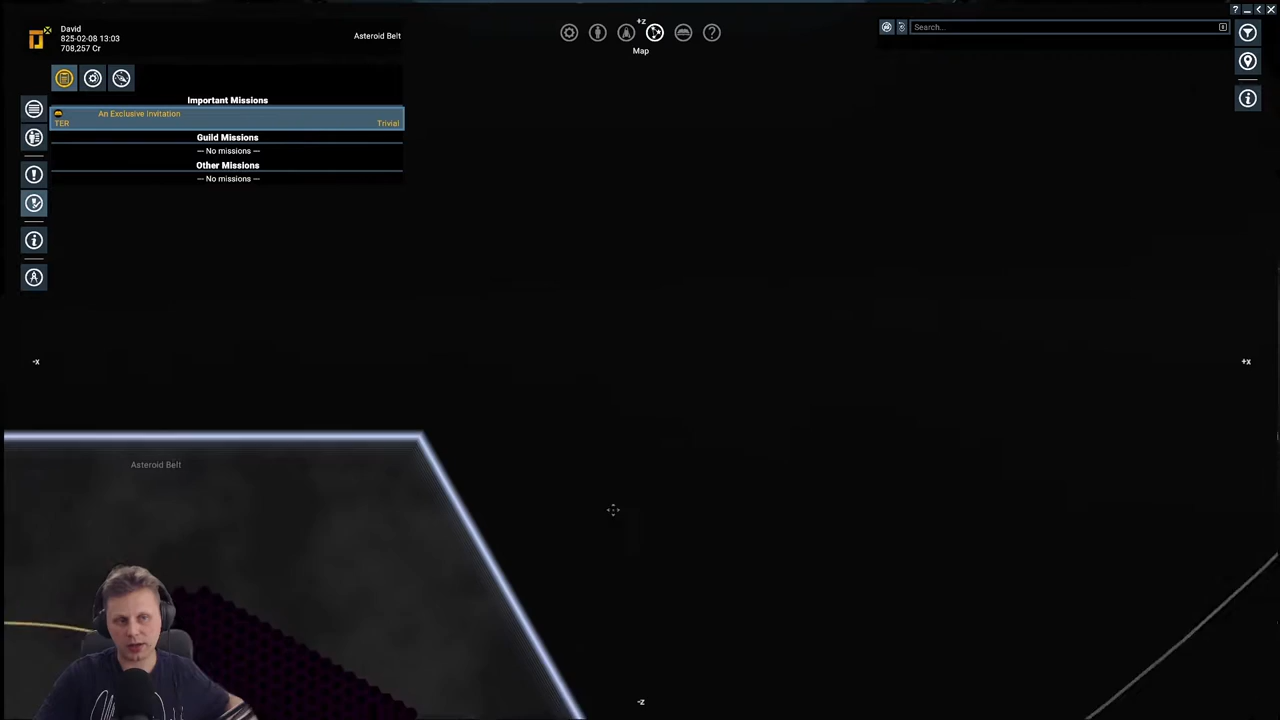 David
825-02-08 13:03
708,257 Cr
Asteroid Belt
+z
Map
Search...
Important Missions
An Exclusive Invitation
TER
Trivial
Guild Missions
--- No missions ---
Other Missions
--- No missions ---
-x
+x
Asteroid Belt
-z